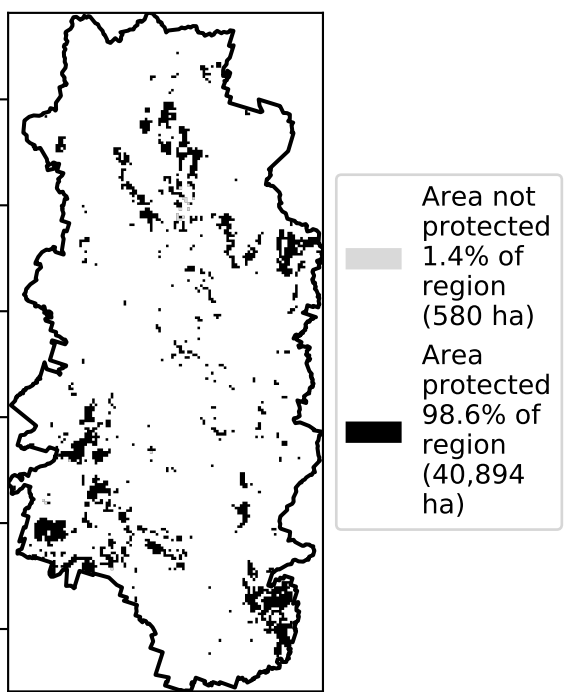 Area not
protected
1.4% of
region
(580 ha)
Area
protected
98.6% of
region
(40,894
ha)